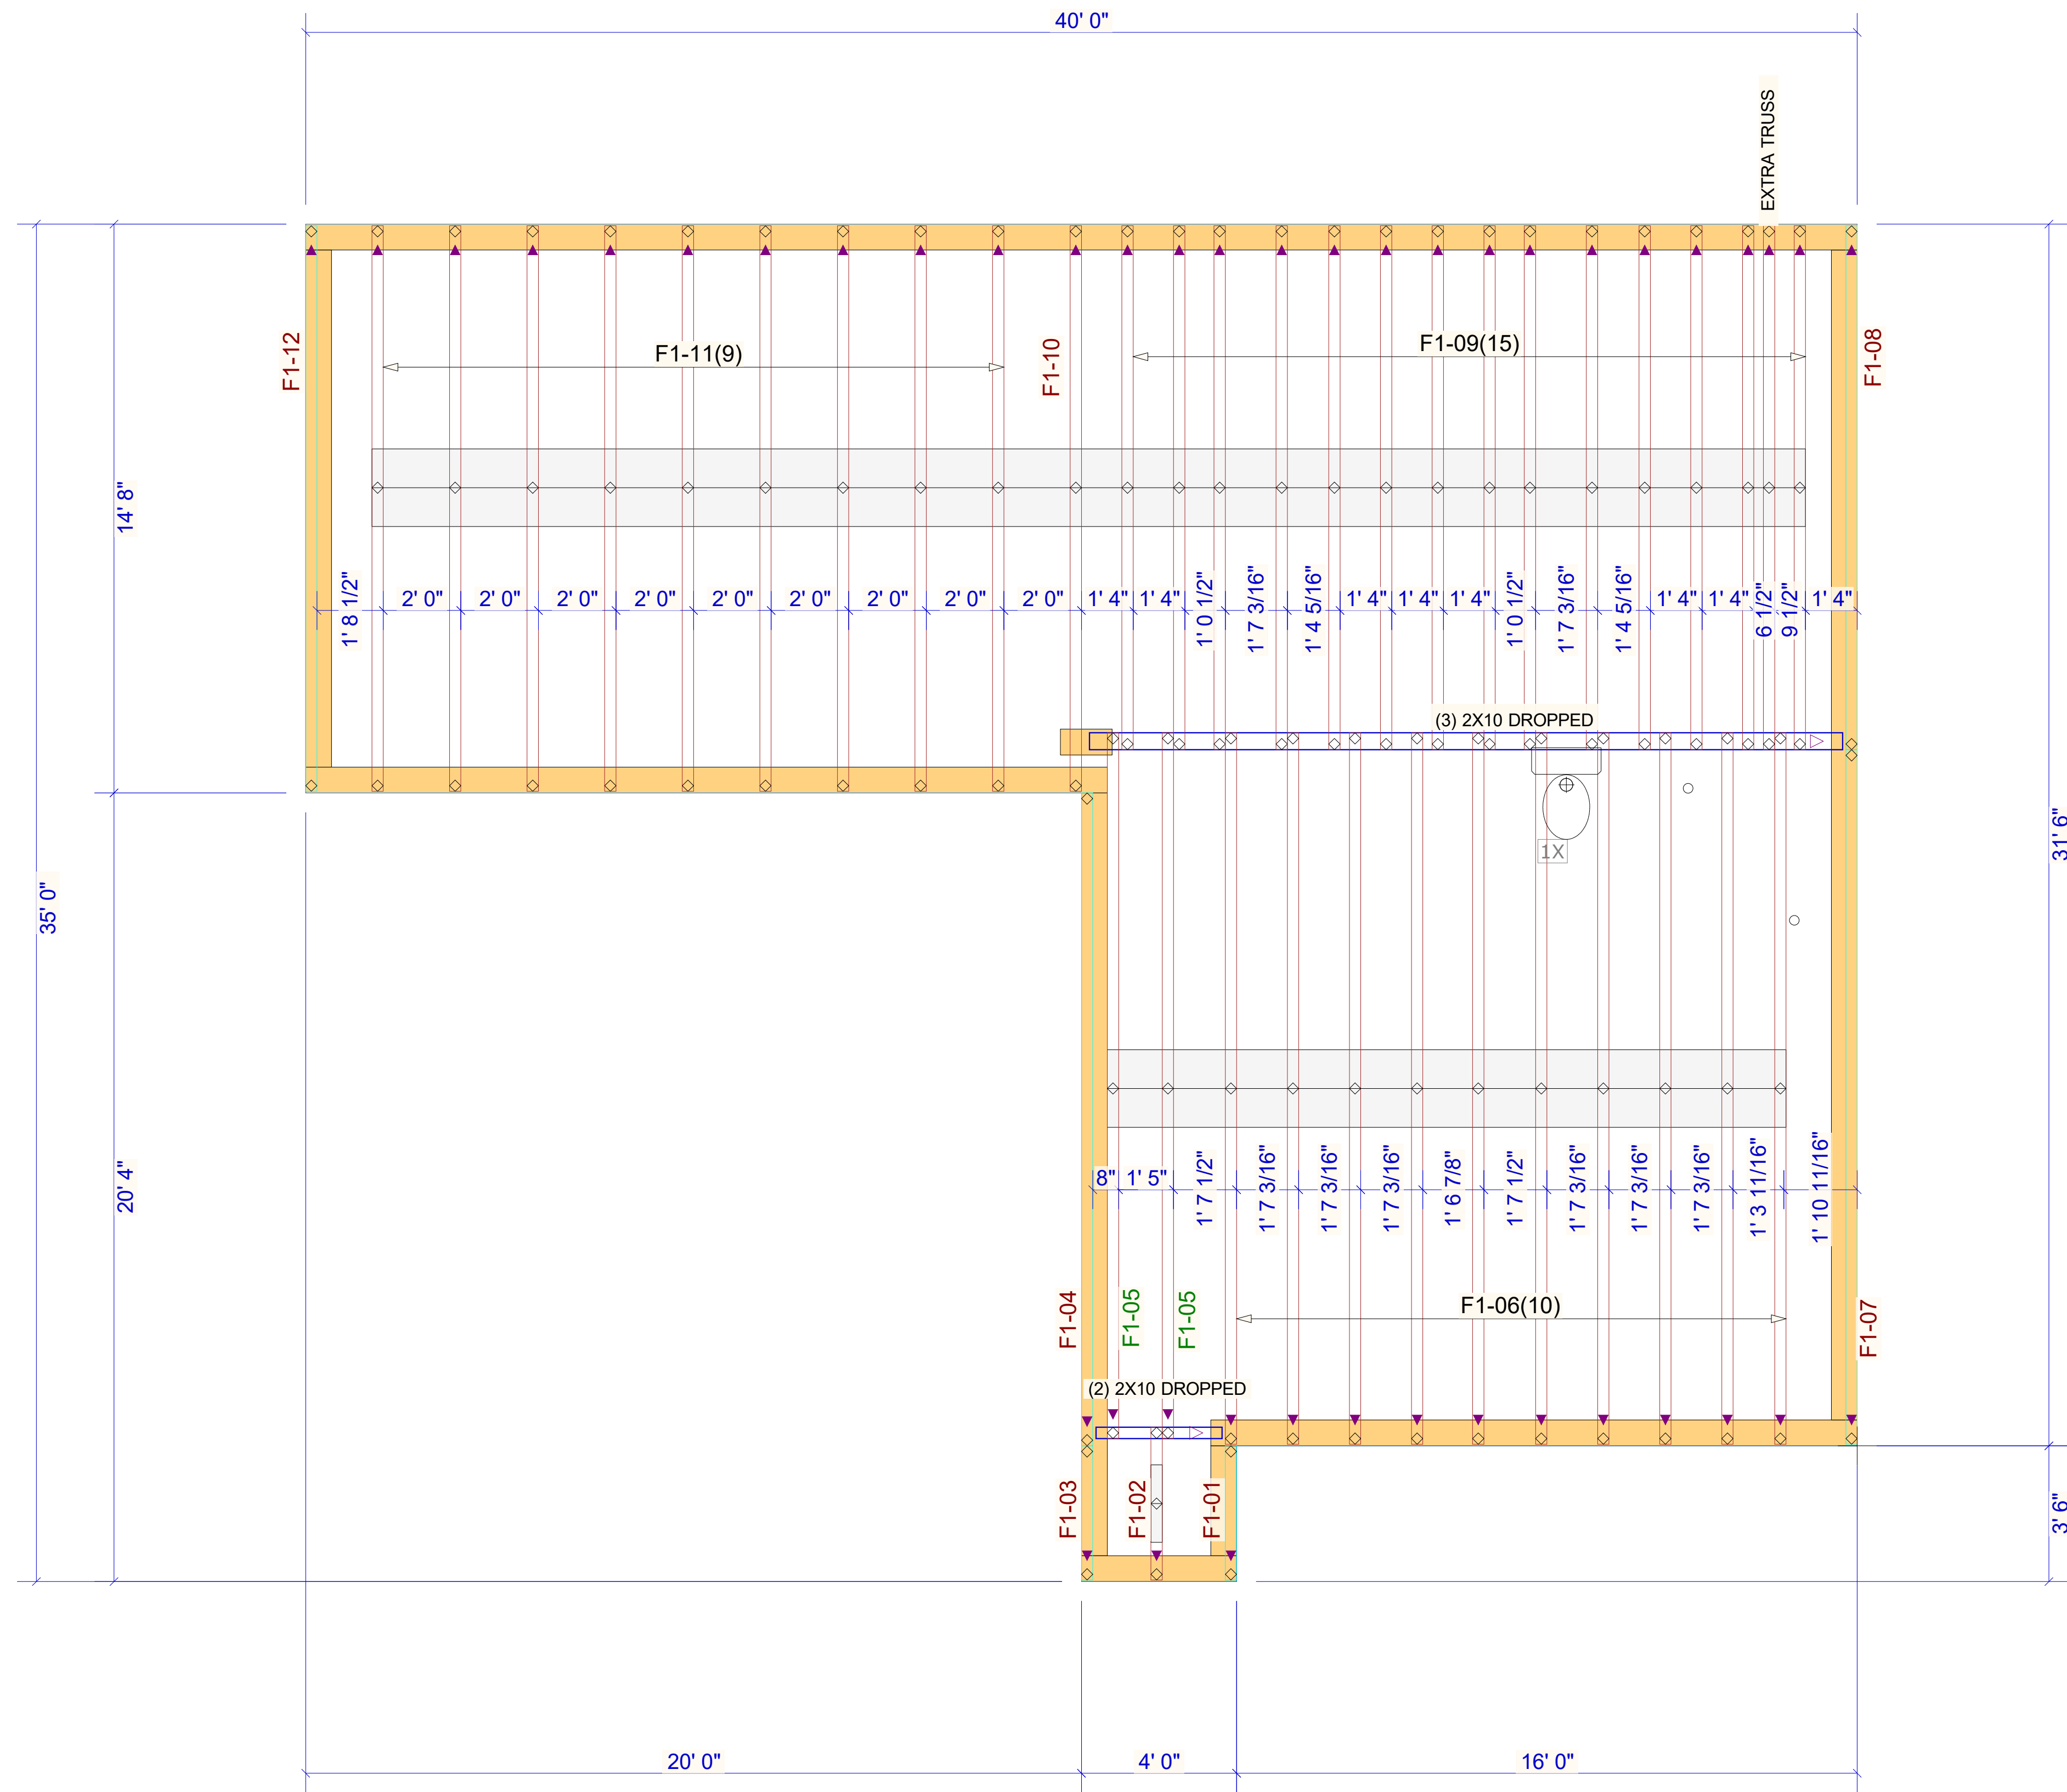 40' 0"
EXTRA TRUSS
F1-12
F1-11(9)
F1-10
F1-09(15)
F1-08
14' 8"
1' 8 1/2"
2' 0"
2' 0"
2' 0"
2' 0"
2' 0"
2' 0"
2' 0"
2' 0"
2' 0"
1' 4"
1' 4"
1' 0 1/2"
1' 7 3/16"
1' 4 5/16"
1' 4"
1' 4"
1' 4"
1' 0 1/2"
1' 7 3/16"
1' 4 5/16"
1' 4"
1' 4"
6 1/2"
9 1/2"
1' 4"
(3) 2X10 DROPPED
1X
35' 0"
31' 6"
20' 4"
8"
1' 5"
1' 7 1/2"
1' 7 3/16"
1' 7 3/16"
1' 7 3/16"
1' 6 7/8"
1' 7 1/2"
1' 7 3/16"
1' 7 3/16"
1' 7 3/16"
1' 3 11/16"
1' 10 11/16"
F1-04
F1-05
F1-05
F1-06(10)
F1-07
(2) 2X10 DROPPED
F1-03
F1-02
F1-01
3' 6"
20' 0"
4' 0"
16' 0"